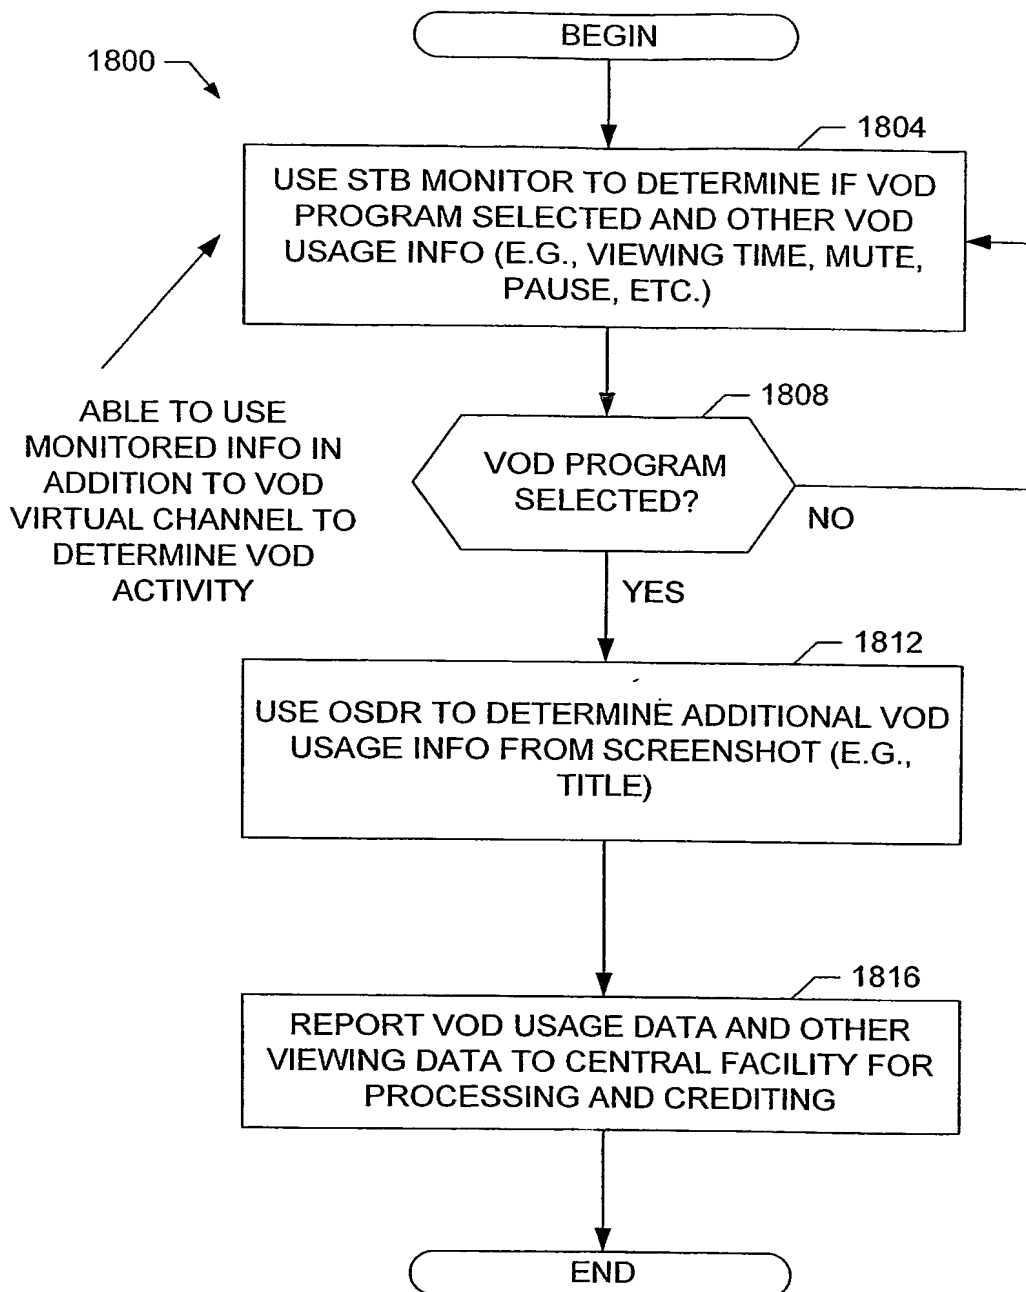 BEGIN
1800
1804
USE STB MONITOR TO DETERMINE IF VOD
PROGRAM SELECTED AND OTHER VOD
USAGE INFO (E.G., VIEWING TIME, MUTE,
PAUSE, ETC.)
ABLE TO USE
MONITORED INFO IN
ADDITION TO VOD
VIRTUAL CHANNEL TO
DETERMINE VOD
ACTIVITY
1808
VOD PROGRAM
SELECTED?
NO
YES
1812
USE OSDR TO DETERMINE ADDITIONAL VOD
USAGE INFO FROM SCREENSHOT (E.G.,
TITLE)
1816
REPORT VOD USAGE DATA AND OTHER
VIEWING DATA TO CENTRAL FACILITY FOR
PROCESSING AND CREDITING
END